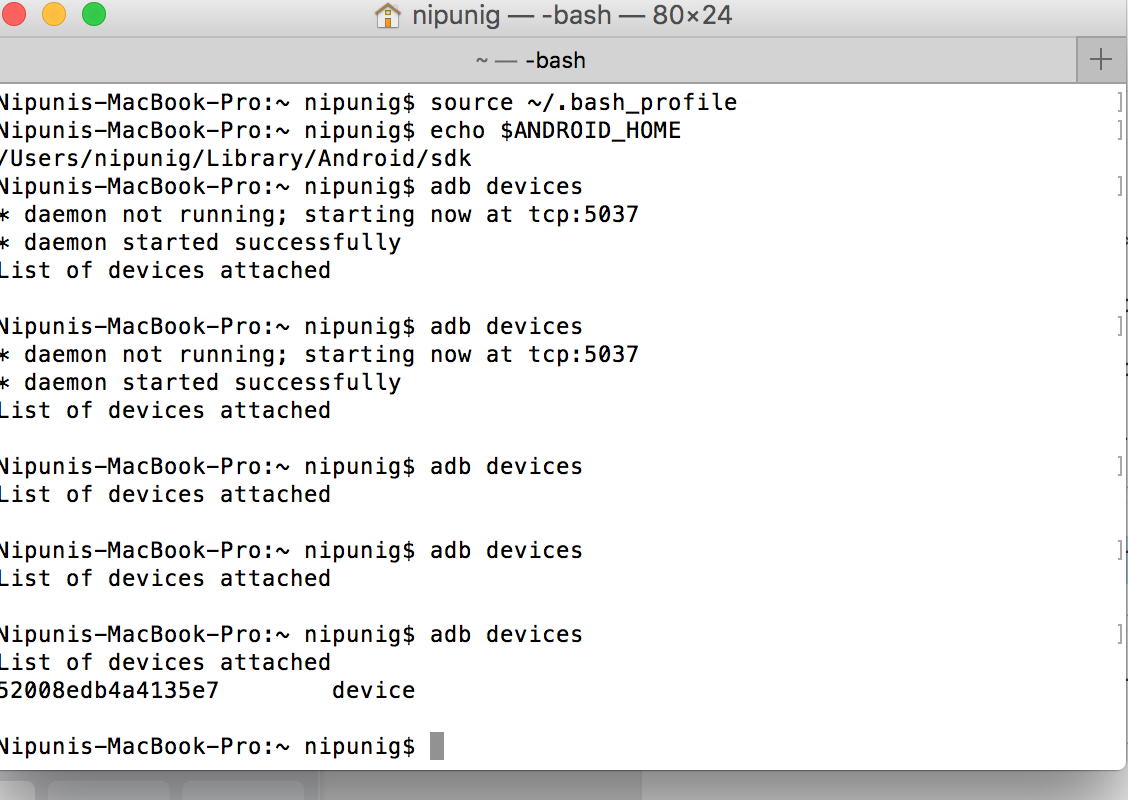 nipunig — -bash — 80×24
~ — -bash
Nipunis-MacBook-Pro:~ nipunig$ source ~/.bash_profile
Nipunis-MacBook-Pro:~ nipunig$ echo $ANDROID_HOME
/Users/nipunig/Library/Android/sdk
Nipunis-MacBook-Pro:~ nipunig$ adb devices
* daemon not running; starting now at tcp:5037
* daemon started successfully
List of devices attached
Nipunis-MacBook-Pro:~ nipunig$ adb devices
* daemon not running; starting now at tcp:5037
* daemon started successfully
List of devices attached
Nipunis-MacBook-Pro:~ nipunig$ adb devices
List of devices attached
Nipunis-MacBook-Pro:~ nipunig$ adb devices
List of devices attached
Nipunis-MacBook-Pro:~ nipunig$ adb devices
List of devices attached
52008edb4a4135e7 device
Nipunis-MacBook-Pro:~ nipunig$